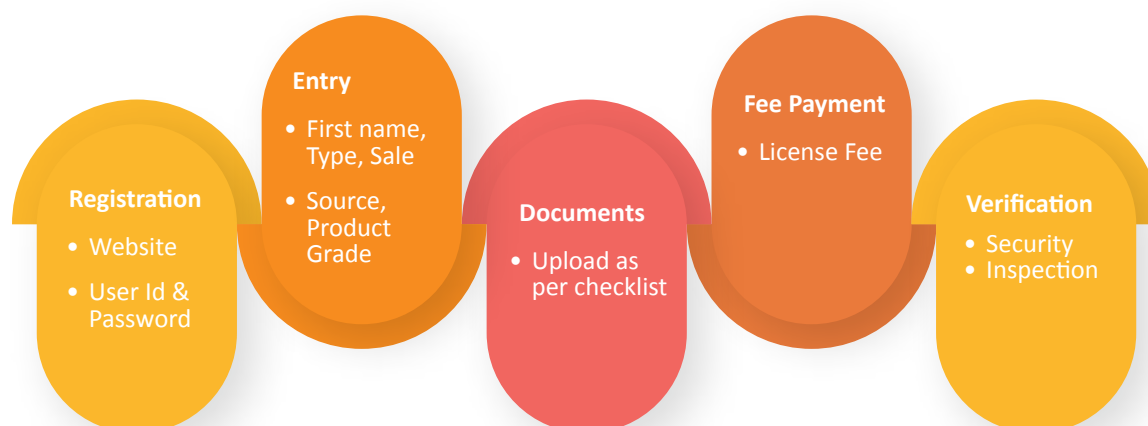 Registration
• Website
• User Id &
Password
Entry
• First name,
Type, Sale
• Source,
Product
Grade
Documents
• Upload as
per checklist
Fee Payment
• License Fee
Verification
• Security
• Inspection